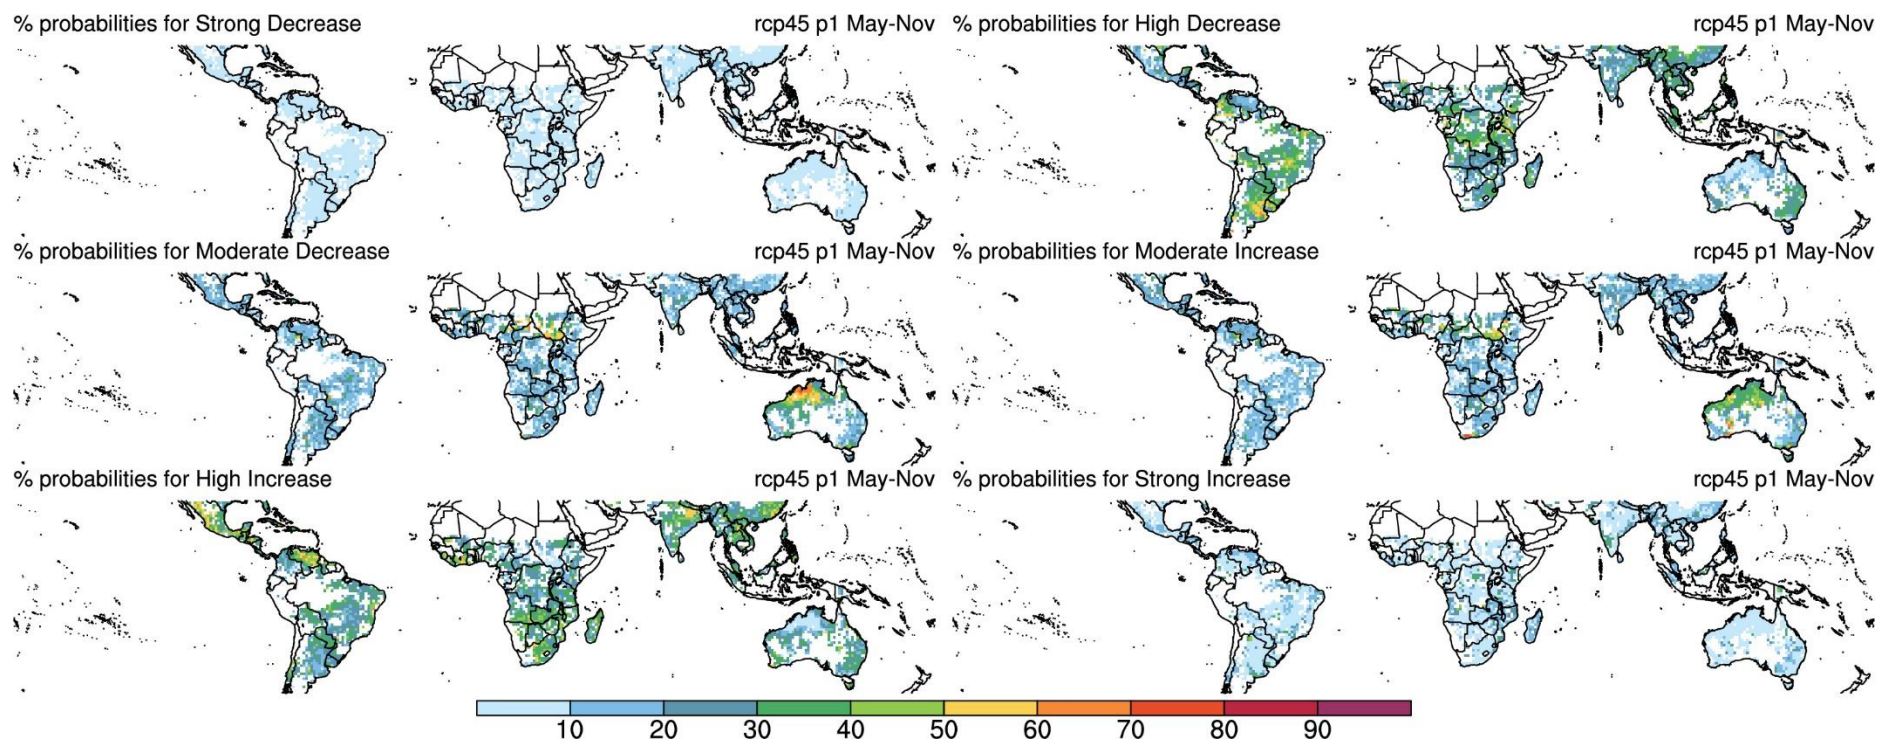 % probabilities for Strong Decrease rcp45 p1 May-Nov % probabilities for High Decrease rcp45 p1 May-Nov
% probabilities for Moderate Decrease rcp45 p1 May-Nov % probabilities for Moderate Increase rcp45 p1 May-Nov
% probabilities for High Increase rcp45 p1 May-Nov % probabilities for Strong Increase rcp45 p1 May-Nov
10 20 30 40 50 60 70 80 90